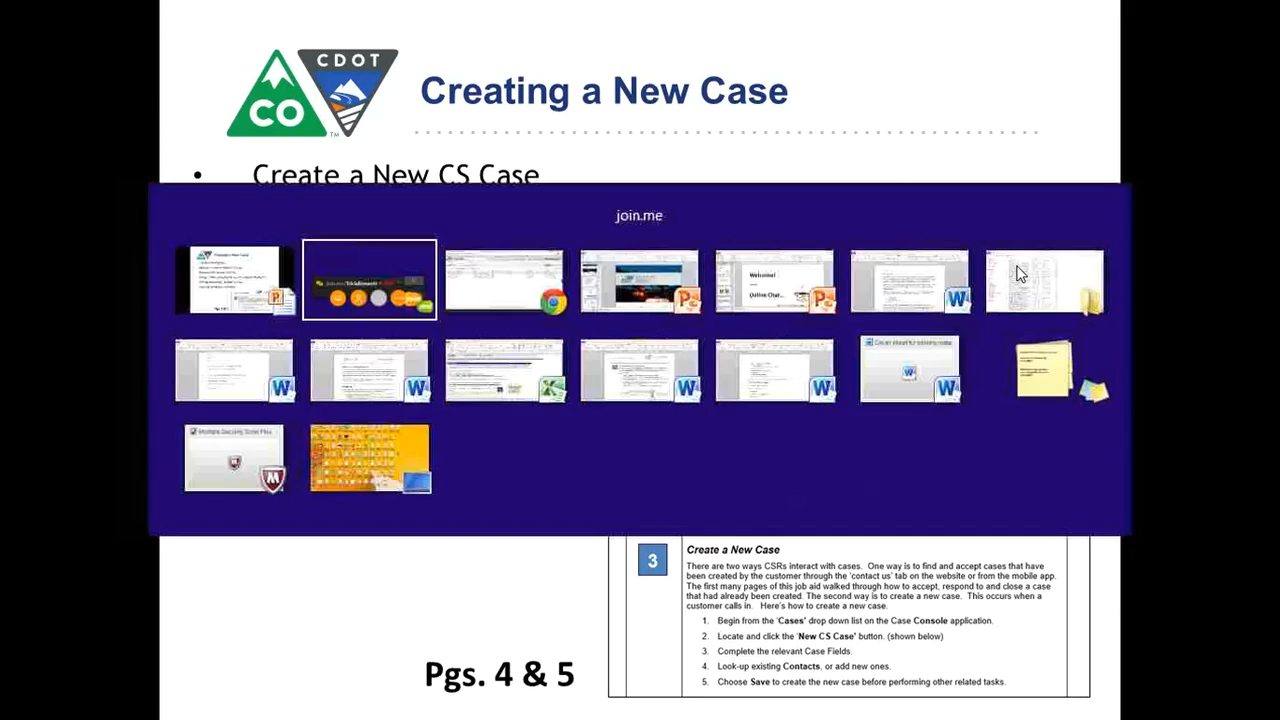 CDOT
CO
TM
Creating a New Case
• Create a New CS Case
join.me
Welcome!
Online Chat...
3
Create a New Case
There are two ways CSRs interact with cases. One way is to find and accept cases that have
been created by the customer through the 'contact us' tab on the website or from the mobile app.
The first many pages of this job aid walked through how to accept, respond to and close a case
that had already been created. The second way is to create a new case. This occurs when a
customer calls in. Here's how to create a new case.
1. Begin from the 'Cases' drop down list on the Case Console application.
2. Locate and click the 'New CS Case' button. (shown below)
3. Complete the relevant Case Fields.
4. Look-up existing Contacts, or add new ones.
5. Choose Save to create the new case before performing other related tasks.
Pgs. 4 & 5